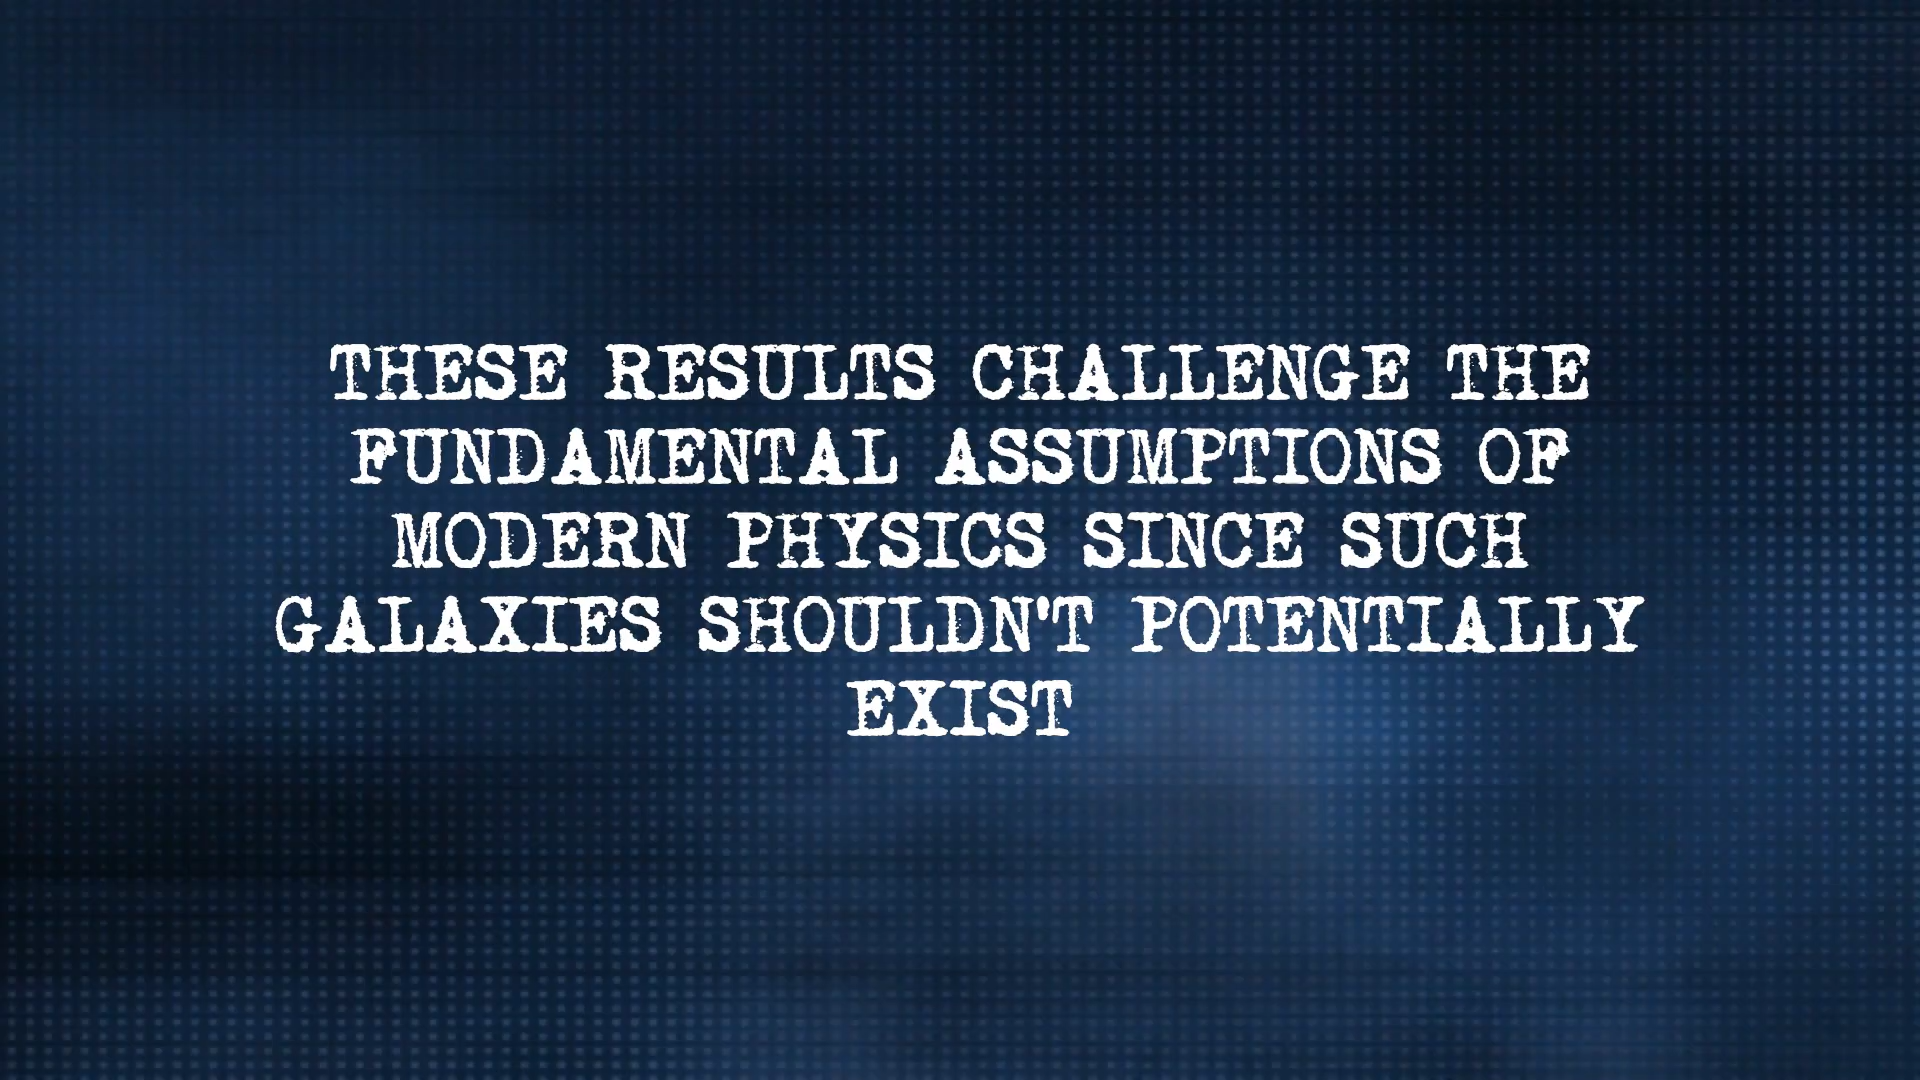 THESE RESULTS CHALLENGE THE
FUNDAMENTAL ASSUMPTIONS OF
MODERN PHYSICS SINCE SUCH
GALAXIES SHOULDN'T POTENTIALLY
EXIST